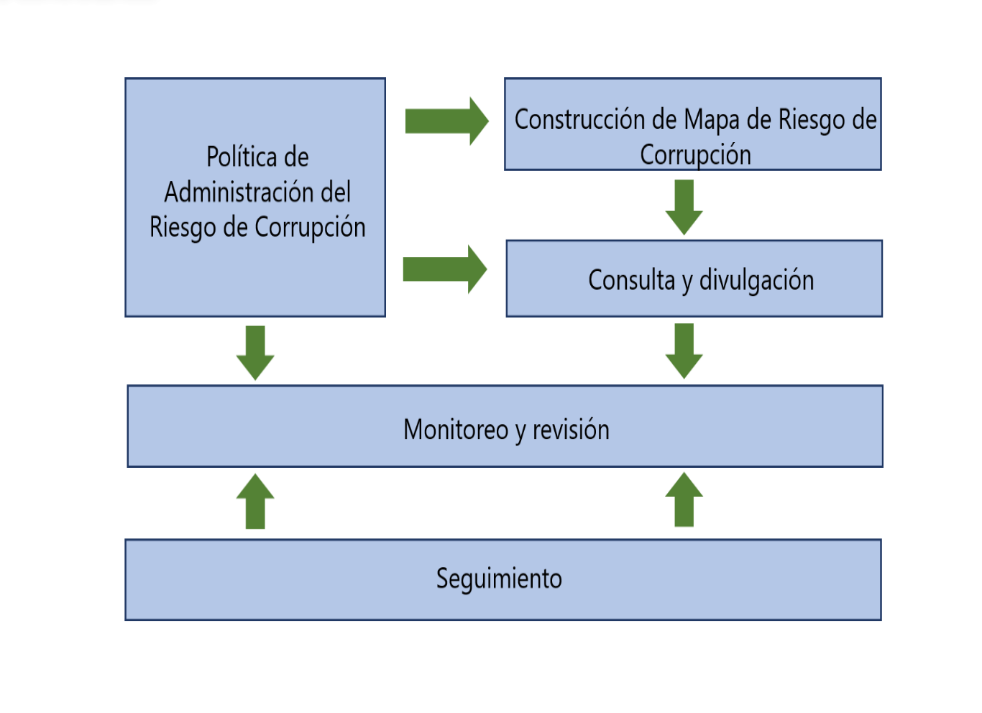 Política de
Administración del
Riesgo de Corrupción
Construcción de Mapa de Riesgo de
Corrupción
Consulta y divulgación
Monitoreo y revisión
Seguimiento